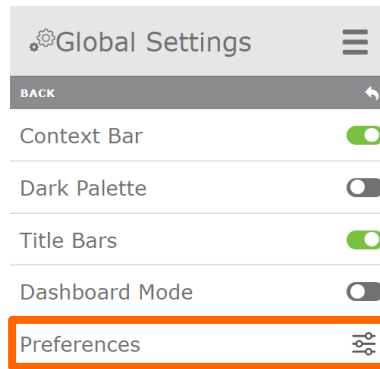 Global Settings
BACK
Context Bar
Dark Palette
Title Bars
Dashboard Mode
Preferences